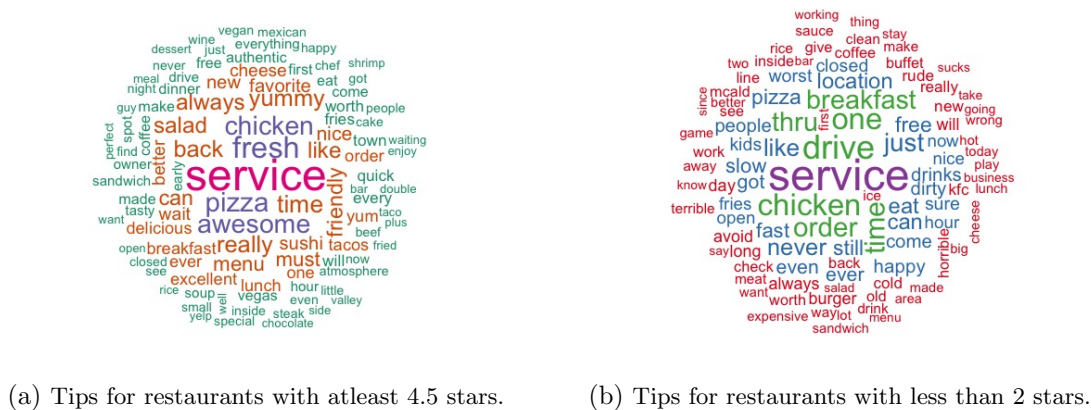 vegan mexican
wine everything
dessert just happy
never free authentic
meal drive cheese first chef shrimp
night dinner new favorite eat got
guy make always yummy come
worth people
perfect spot coffee salad chicken fries cake
nice town waiting
find better back fresh like order enjoy
owner
sandwich early service quick
bar double
made can pizza time friendly every
tasty wait yum taco
want delicious awesome beef plus
open breakfast really sushi tacos fried
closed ever menu must will now
see excellent one atmosphere
rice soup lunch hour little
small well vegas even valley
yelp inside steak side
special chocolate
working thing
sauce clean stay
rice give coffee make
two inside bar closed buffet
line worst location rude sucks
since mcald pizza breakfast really take
better
see thru first one new going
game people free will wrong
work kids like drive just now hot
away slow nice today
play
know day got service drinks business
dirty kfc lunch
terrible fries chicken ice eat sure
open order time can hour
avoid fast come cheese
say long never still horrible big
check even back happy
meat ever
want always salad cold made
worth burger old area
expensive way lot drink
menu
sandwich
(a) Tips for restaurants with atleast 4.5 stars.
(b) Tips for restaurants with less than 2 stars.